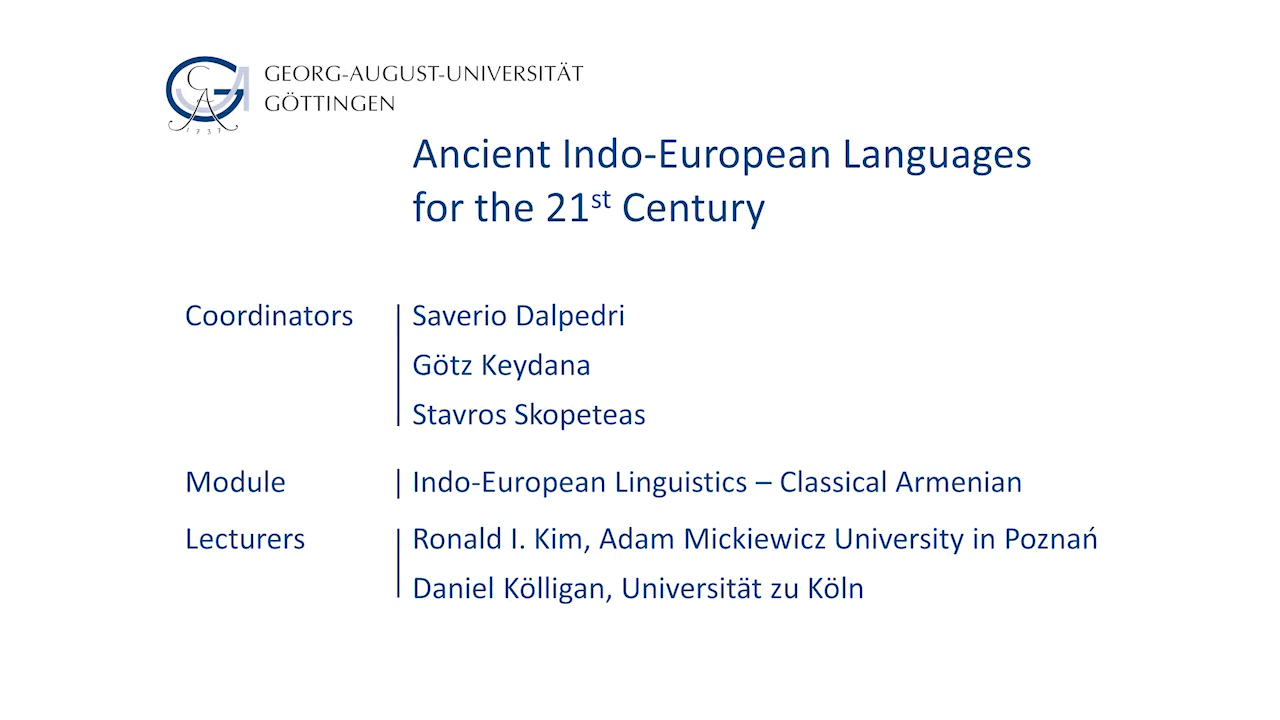 GEORG-AUGUST-UNIVERSITÄT
GÖTTINGEN
1737
Ancient Indo-European Languages
for the 21st Century
Coordinators
Saverio Dalpedri
Götz Keydana
Stavros Skopeteas
Module
Indo-European Linguistics – Classical Armenian
Lecturers
Ronald I. Kim, Adam Mickiewicz University in Poznań
Daniel Kölligan, Universität zu Köln